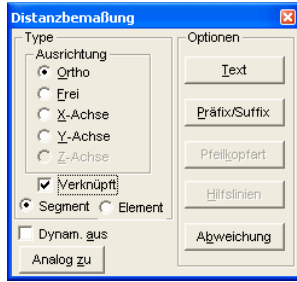 Distanzbemaßung
Type
Ausrichtung
Ortho
Frei
X-Achse
Y-Achse
Z-Achse
Verknüpft
Segment Element
Dynam. aus
Analog zu
Optionen
Text
Präfix/Suffix
Pfeilkopfart
Hilfslinien
Abweichung